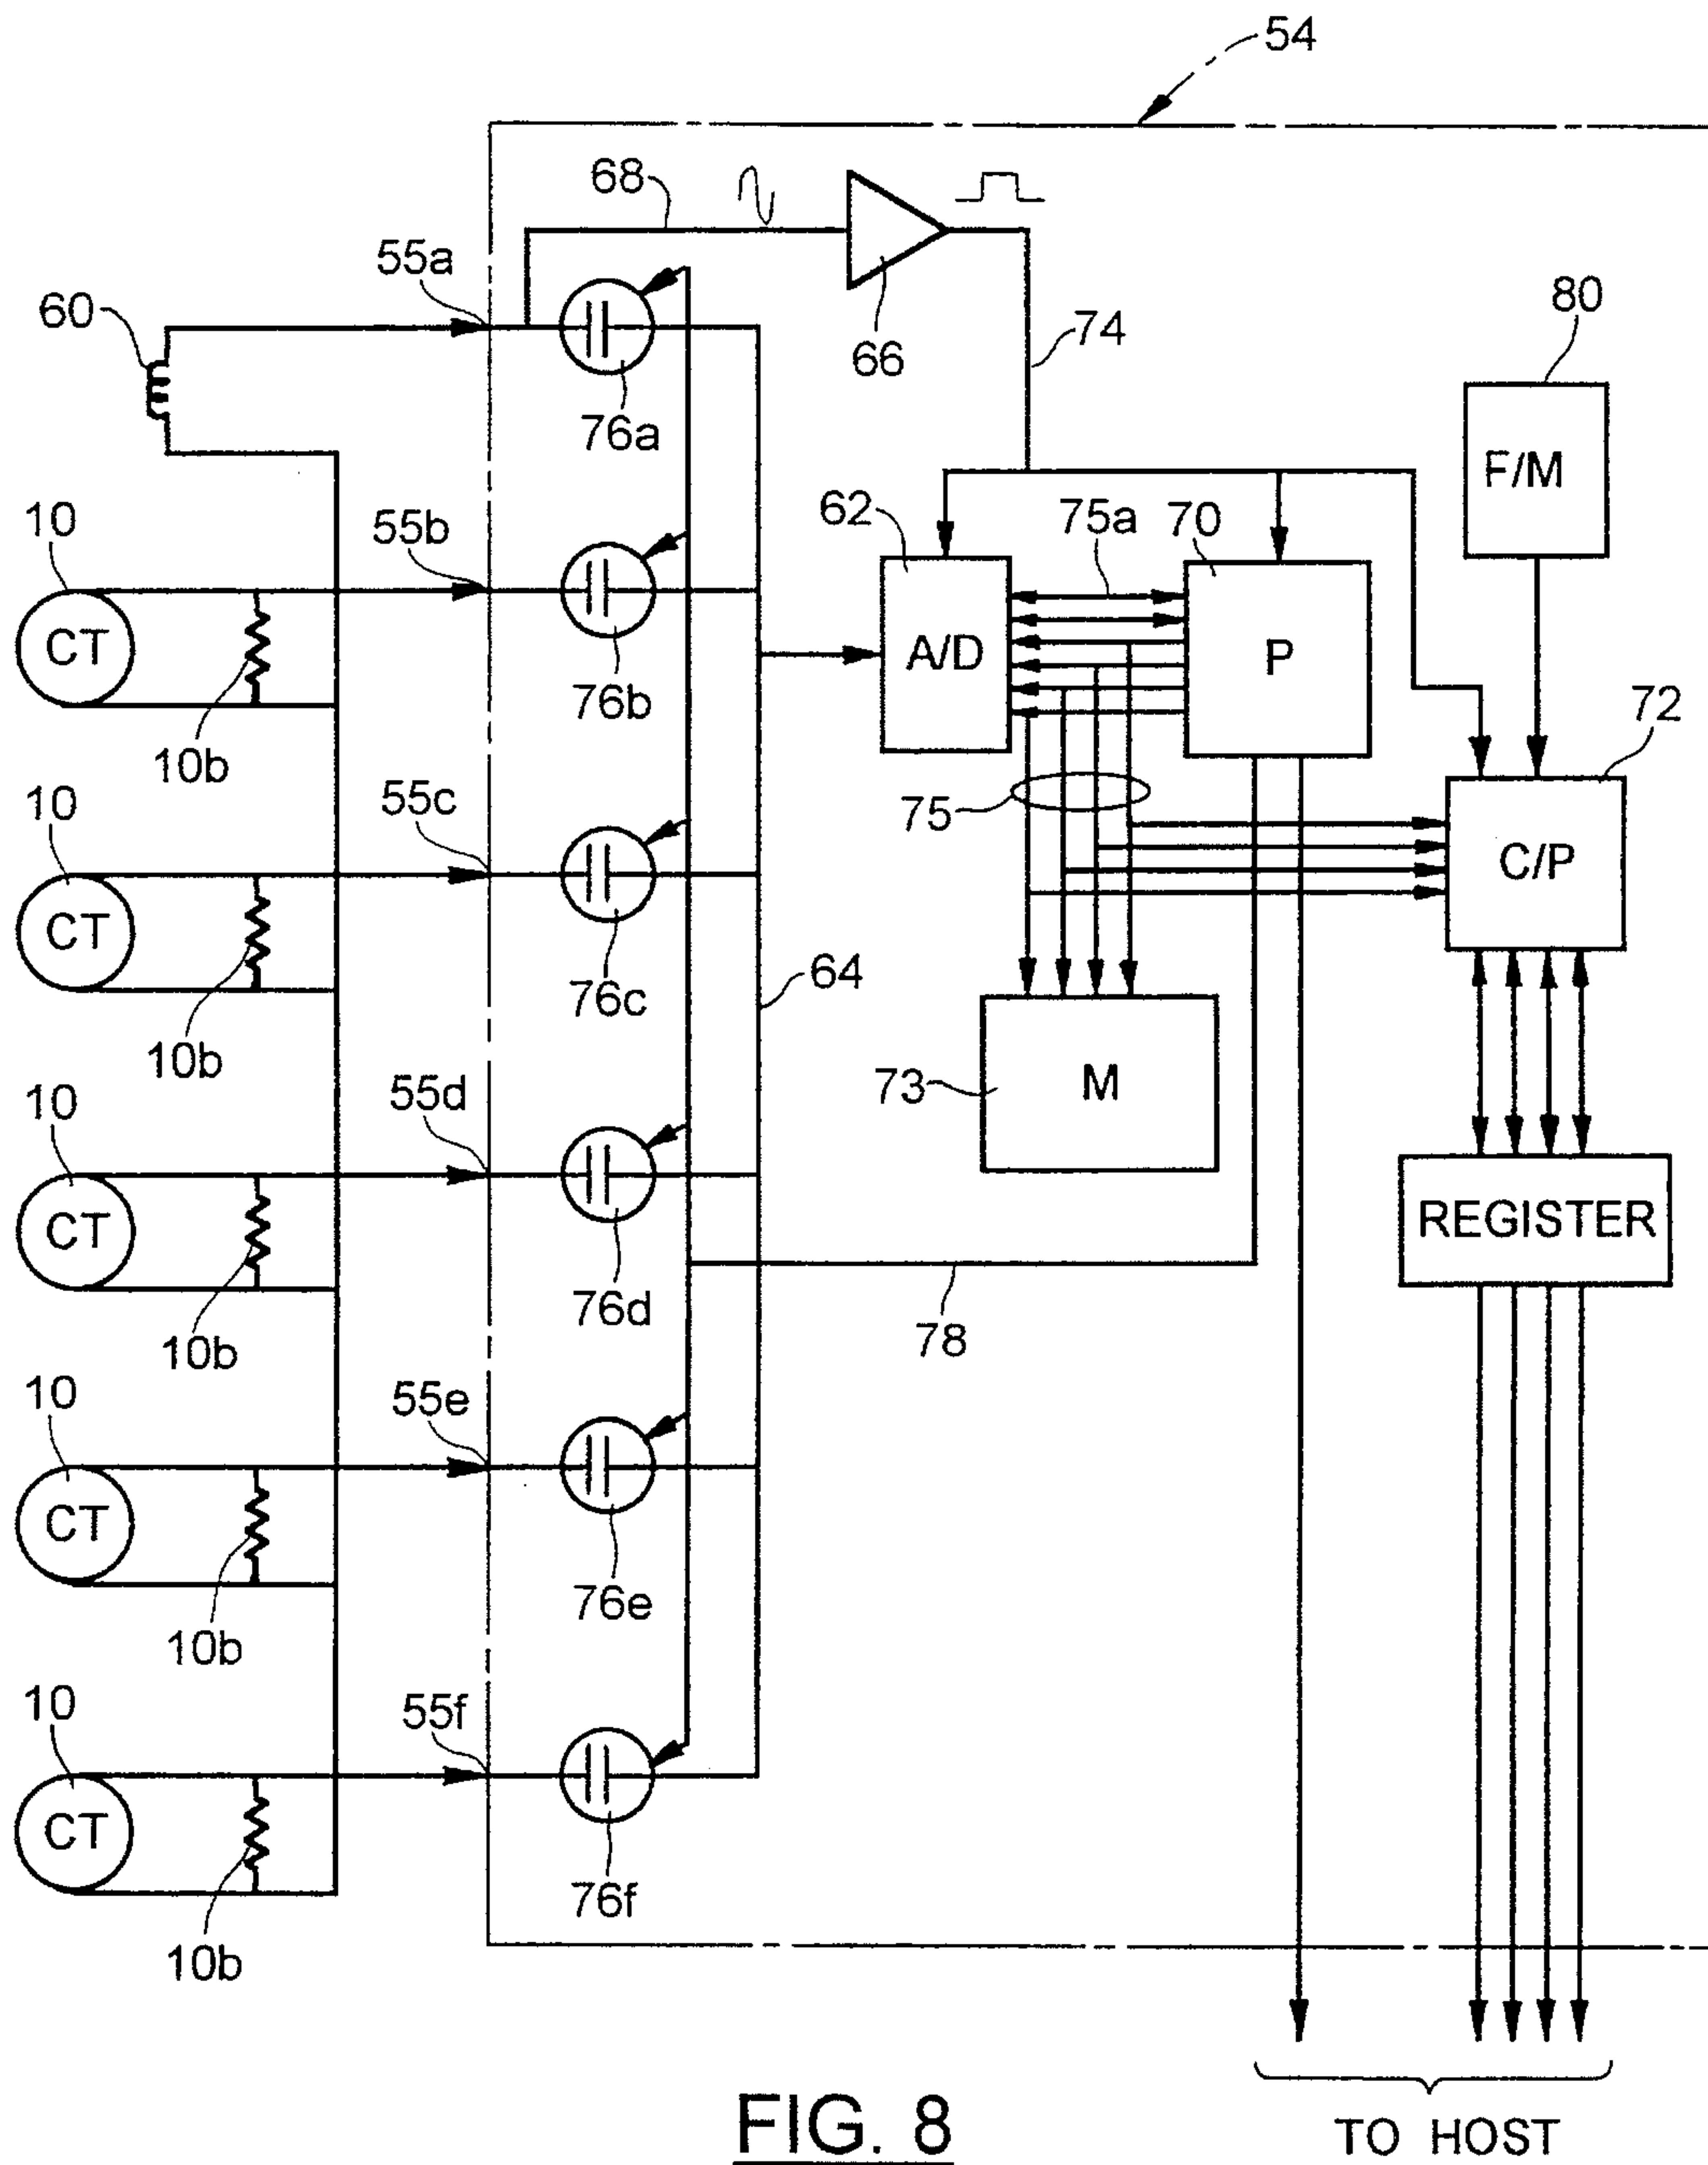 54
68
55a
60
66
74
80
76a
F/M
10
55b
62
75a
70
CT
A/D
P
10b
76b
72
10
55c
75
C/P
CT
76c
64
10b
73
M
10
55d
CT
REGISTER
76d
10b
78
10
55e
CT
76e
10b
10
55f
CT
76f
10b
FIG. 8
TO HOST